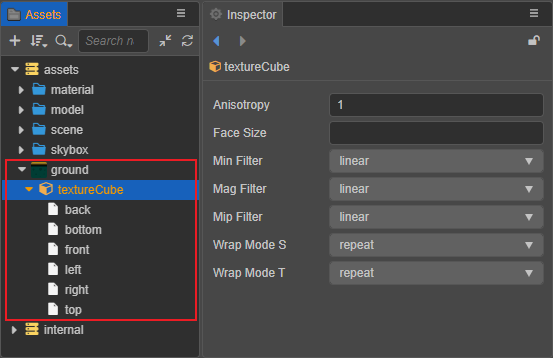 Assets
Search n
assets
material
model
scene
skybox
ground
textureCube
back
bottom
front
left
right
top
internal
Inspector
textureCube
Anisotropy 1
Face Size
Min Filter linear
Mag Filter linear
Mip Filter linear
Wrap Mode S repeat
Wrap Mode T repeat